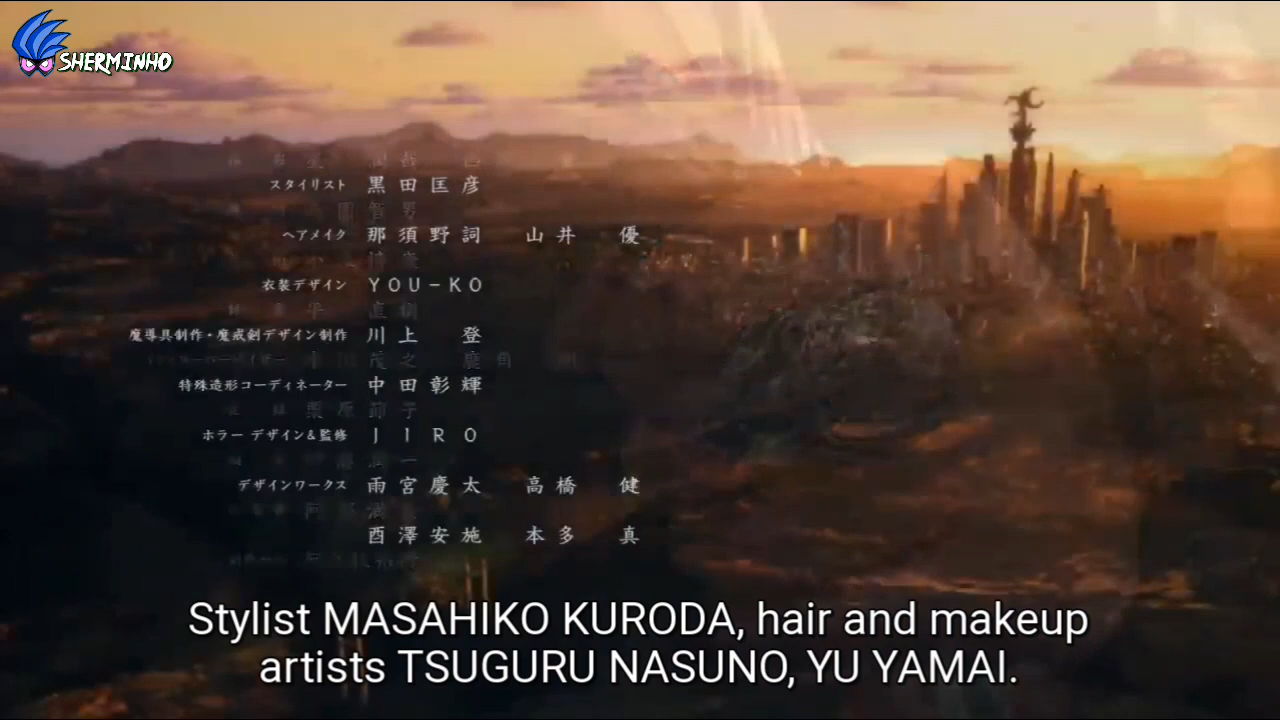 SHERMINHO
スタイリスト 黒田匡彦
ヘアメイク 那須野詞 山井 優
衣装デザイン YOU-KO
魔導具制作・魔戒剣デザイン制作 川上 登
特殊造形コーディネーター 中田彰輝
ホラー デザイン&監修 JIRO
デザインワークス 雨宮慶太 高橋 健
西澤安施 本多 真
Stylist MASAHIKO KURODA, hair and makeup
artists TSUGURU NASUNO, YU YAMAI.